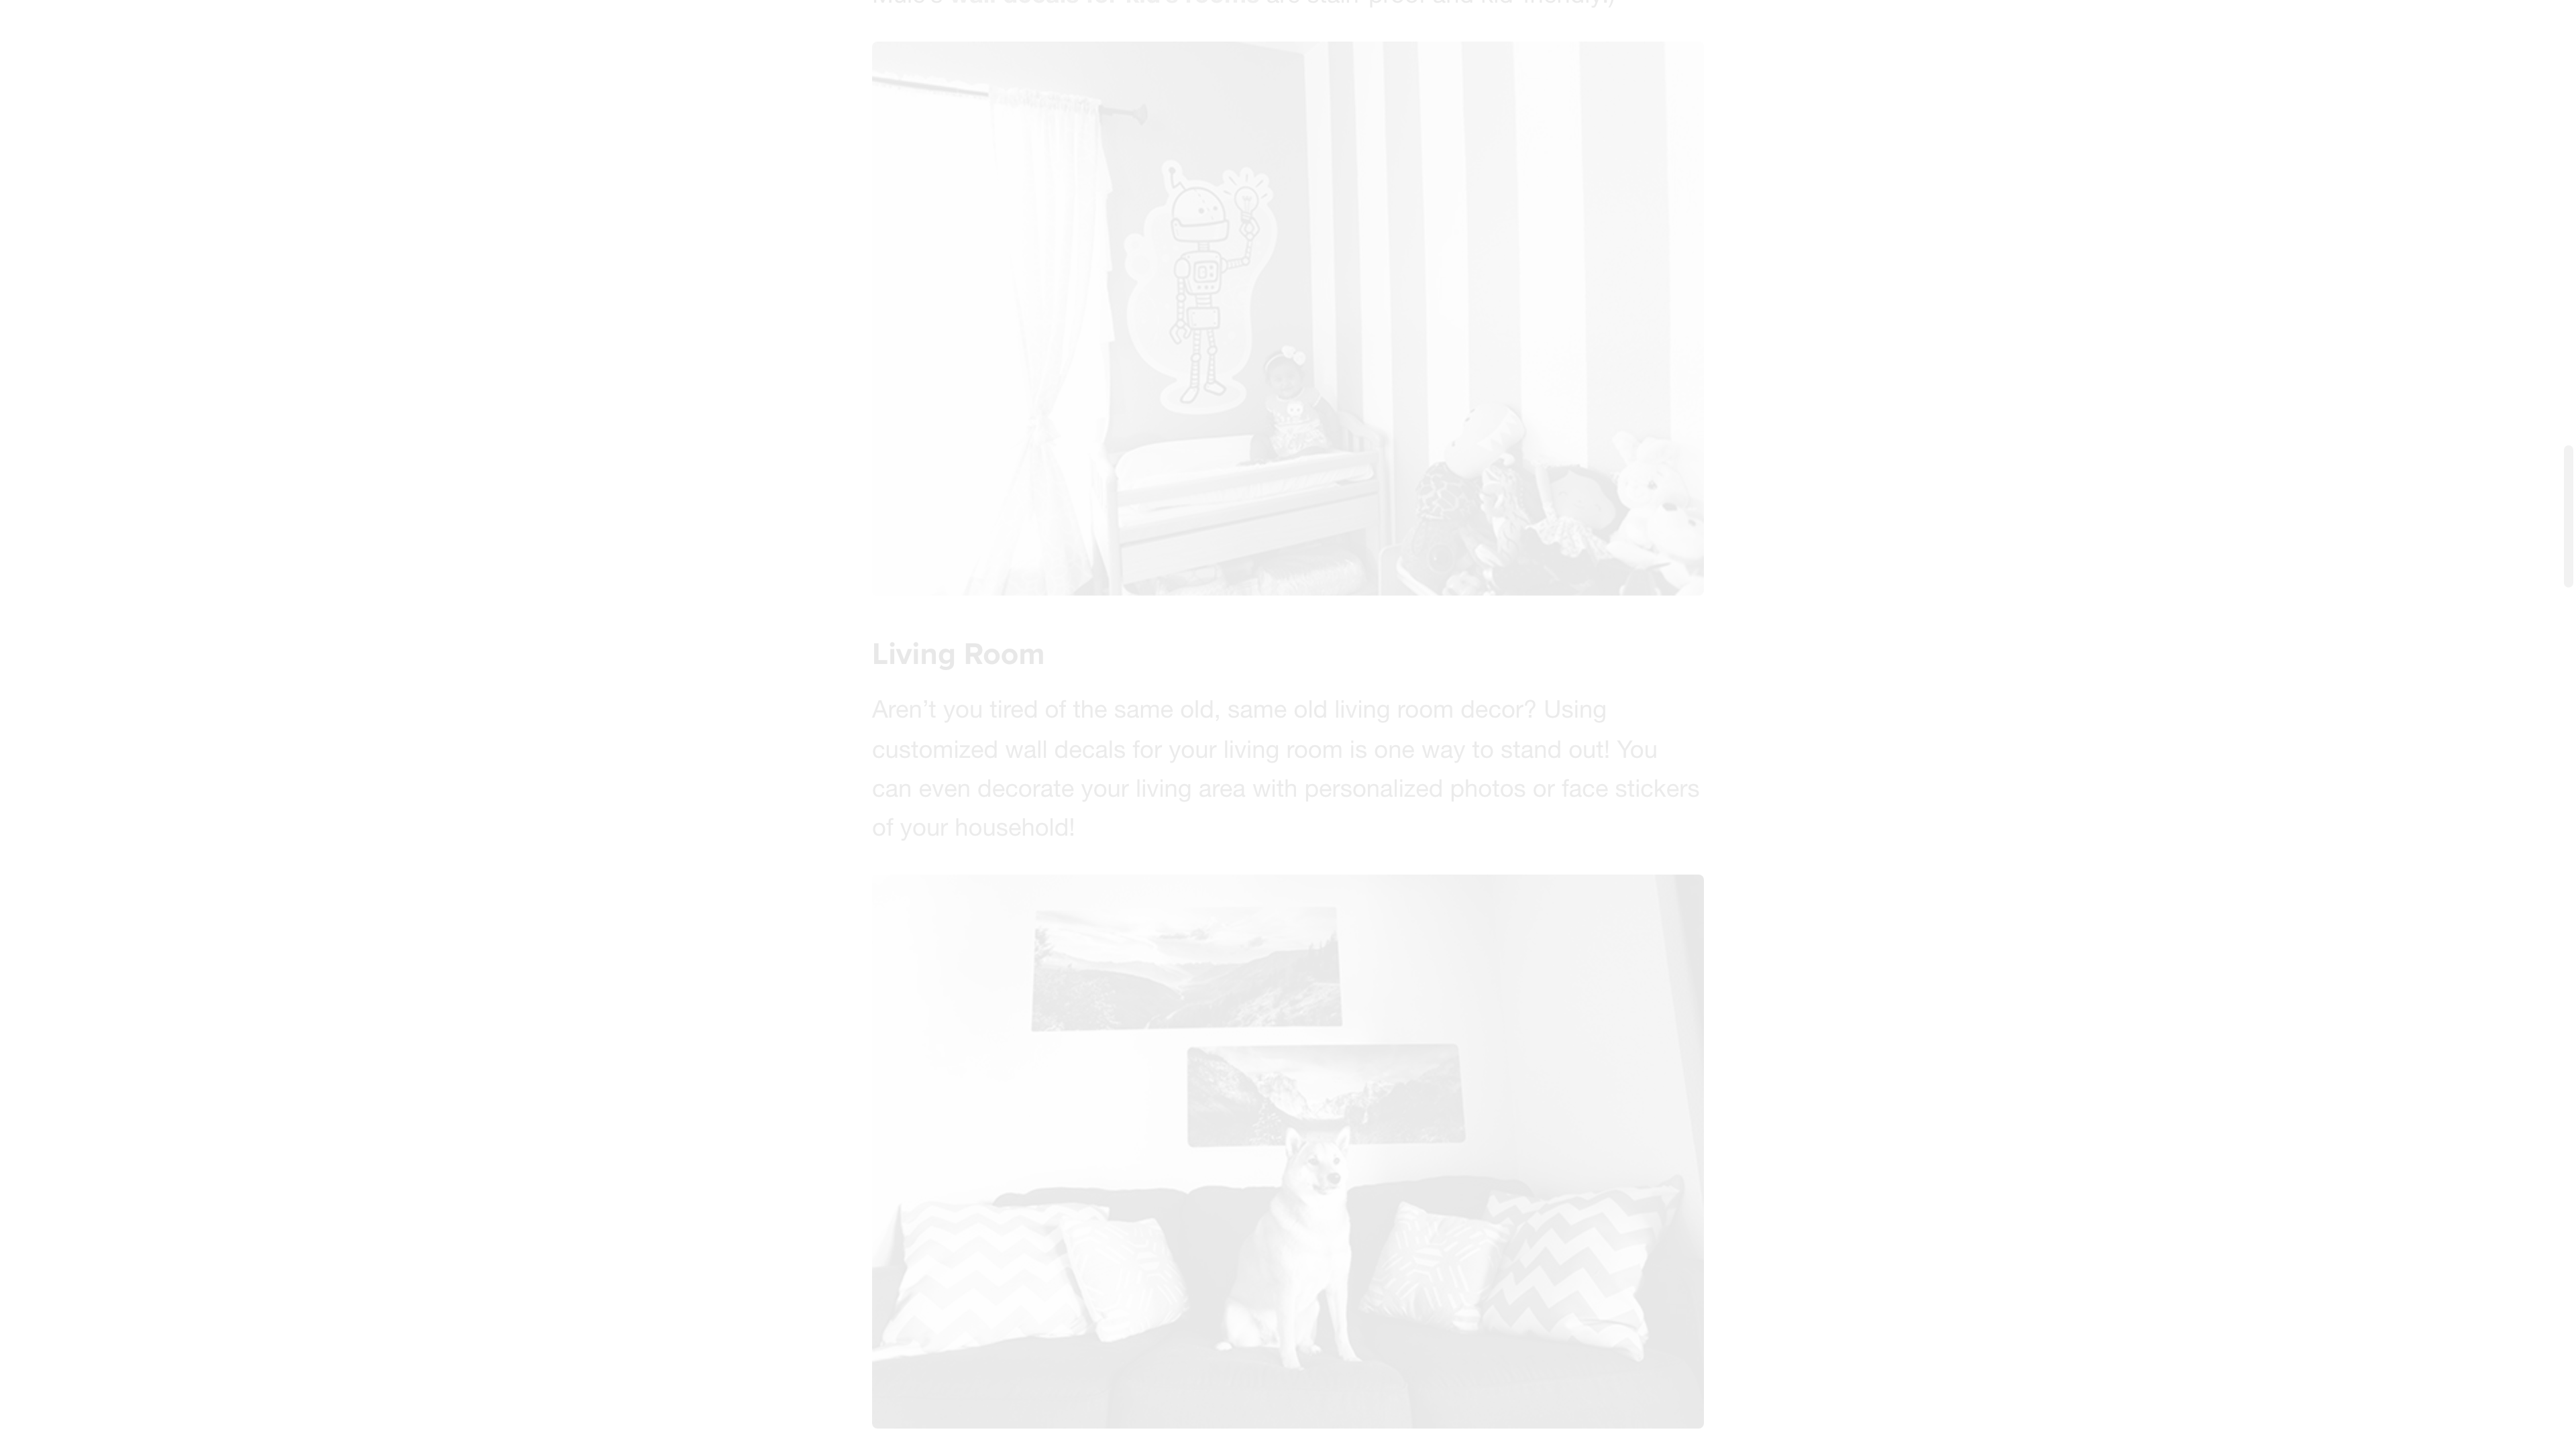 wall decals for kid's rooms are stain-proof and kid-friendly!)
Living Room
Aren’t you tired of the same old, same old living room decor? Using
customized wall decals for your living room is one way to stand out! You
can even decorate your living area with personalized photos or face stickers
of your household!